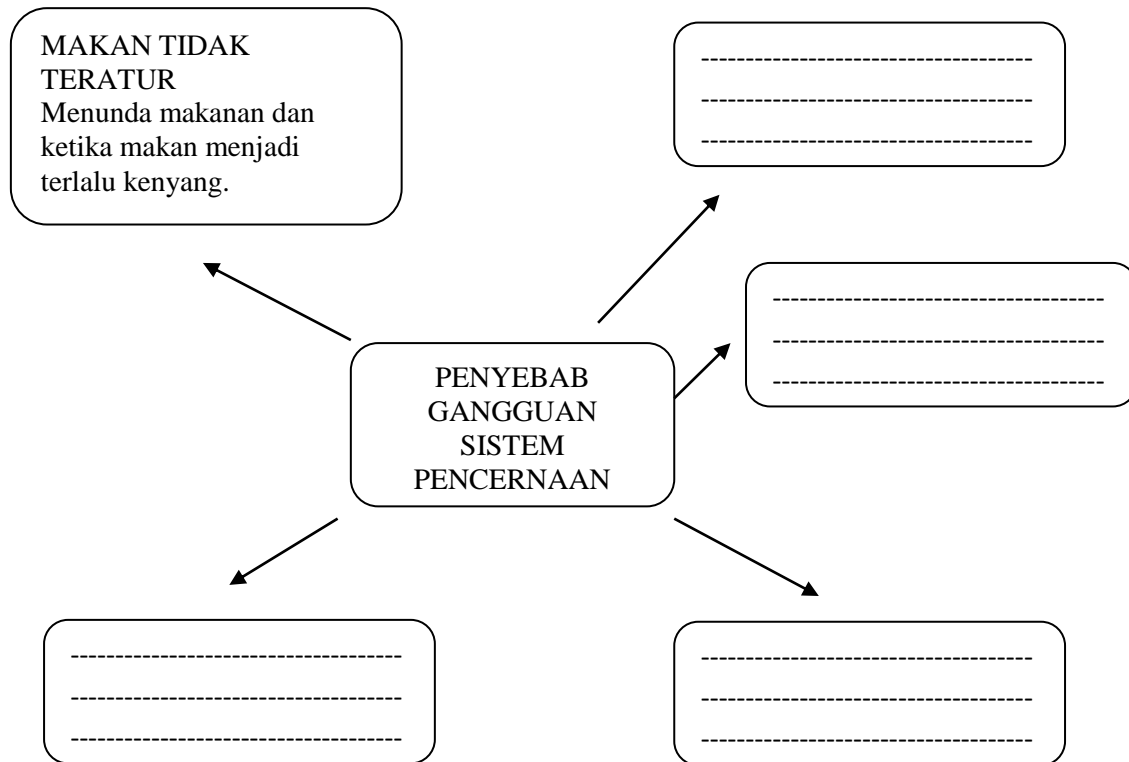 MAKAN TIDAK
TERATUR
Menunda makanan dan
ketika makan menjadi
terlalu kenyang.
PENYEBAB
GANGGUAN
SISTEM
PENCERNAAN